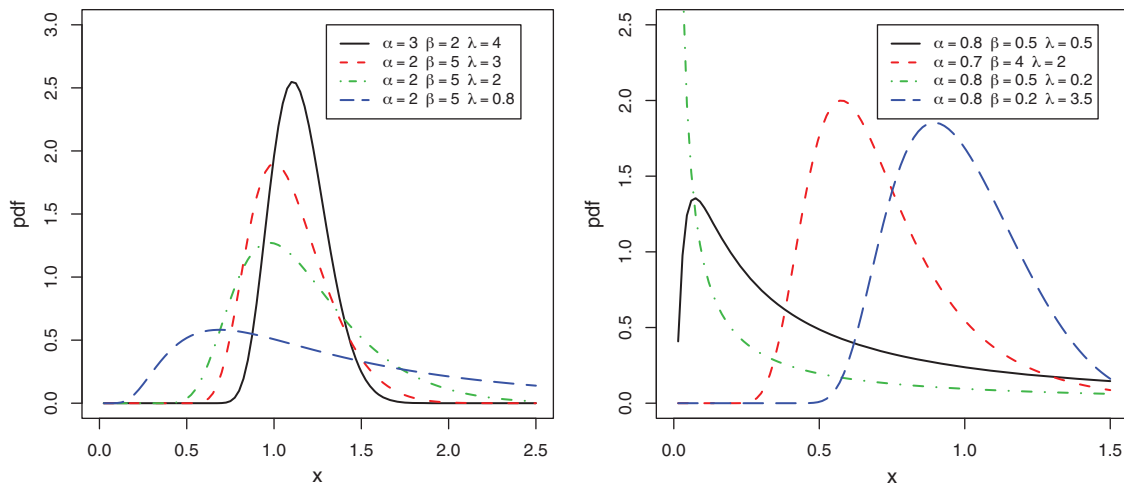 α = 3 β = 2 λ = 4
α = 2 β = 5 λ = 3
α = 2 β = 5 λ = 2
α = 2 β = 5 λ = 0.8
pdf
3.0
2.5
2.0
1.5
1.0
0.5
0.0
0.0 0.5 1.0 1.5 2.0 2.5
x
α = 0.8 β = 0.5 λ = 0.5
α = 0.7 β = 4 λ = 2
α = 0.8 β = 0.5 λ = 0.2
α = 0.8 β = 0.2 λ = 3.5
pdf
2.5
2.0
1.5
1.0
0.5
0.0
0.0 0.5 1.0 1.5
x